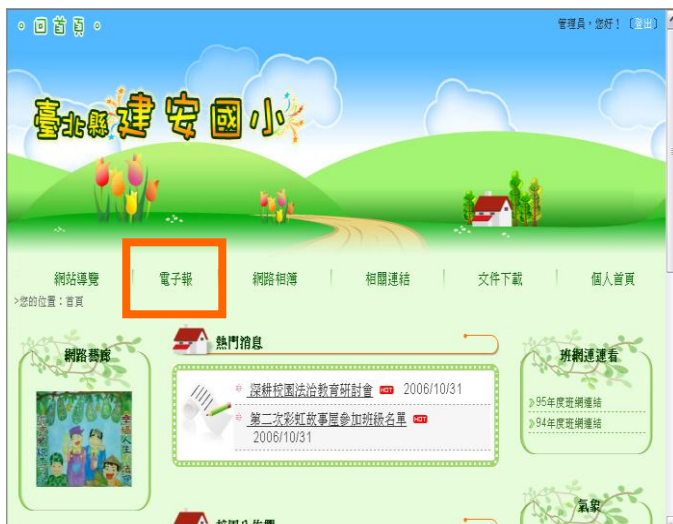 回首頁
管理員，您好！〔登出〕
臺北縣建安國小
網站導覽 電子報 網路相簿 相關連結 文件下載 個人首頁
>您的位置：首頁
網路藝廊
熱門消息
深耕校園法治教育研討會 HOT 2006/10/31
第二次彩虹故事屋參加班級名單 HOT
2006/10/31
班網連連看
95年度班網連結
94年度班網連結
氣象